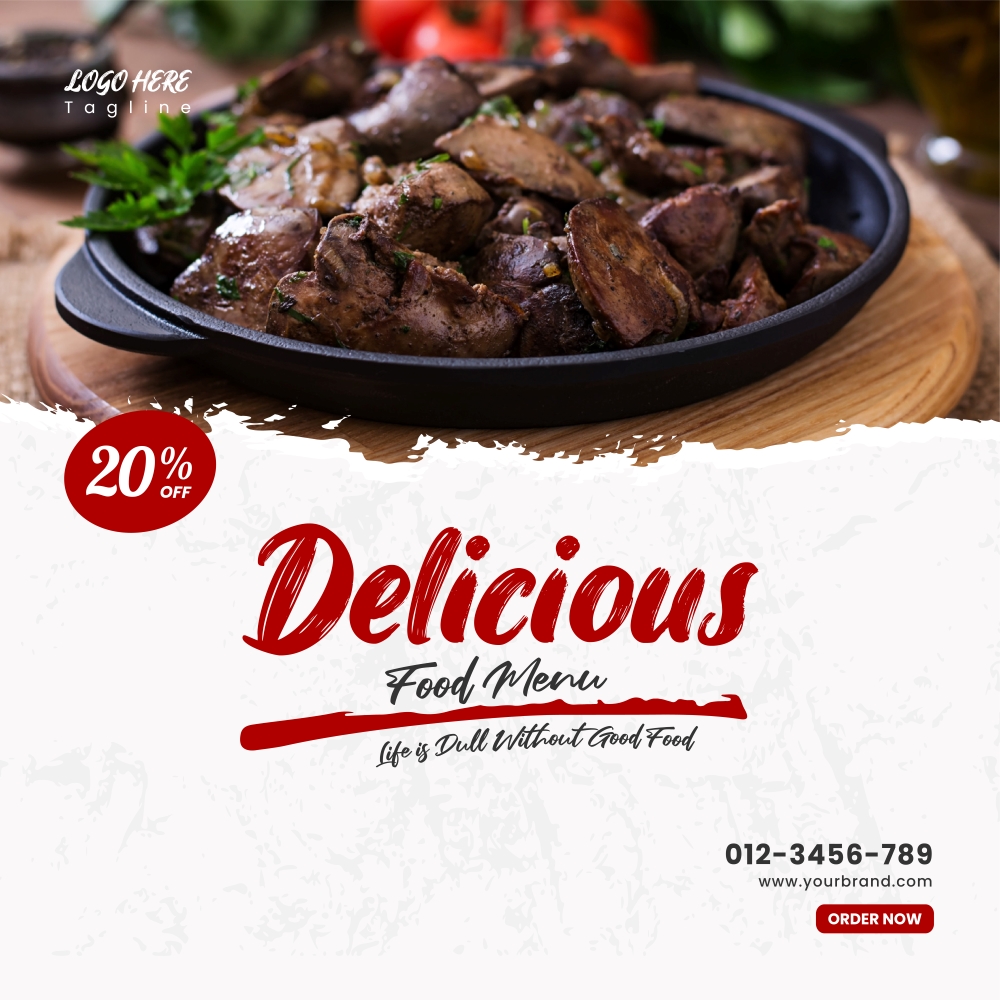 LOGO HERE
Tagline
20%
OFF
Delicious
Food Menu
Life is Dull Without Good Food
012-3456-789
www.yourbrand.com
ORDER NOW